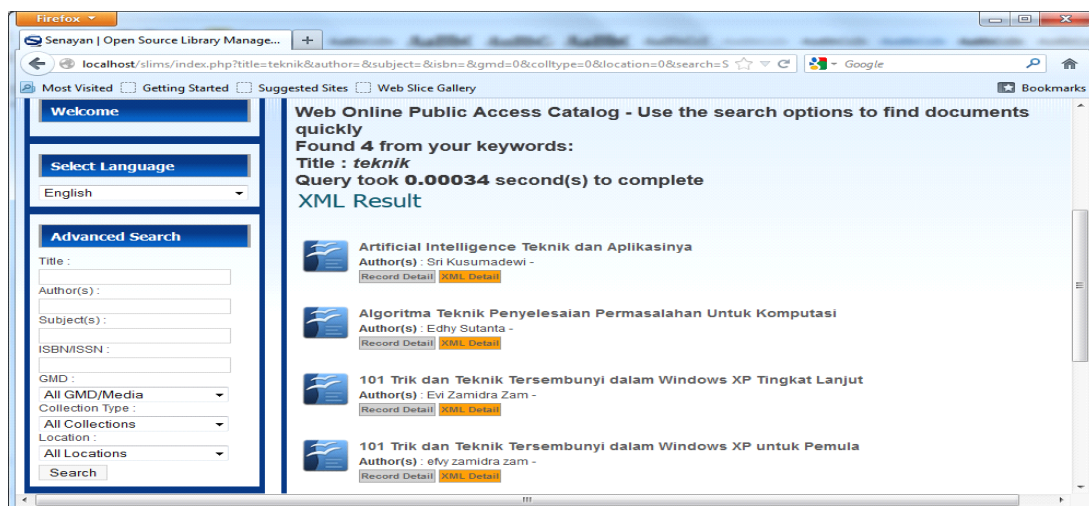 Firefox
Senayan | Open Source Library Manage...
localhost/slims/index.php?title=teknik&author=&subject=&isbn=&gmd=0&colltype=0&location=0&search=S
Google
Most Visited Getting Started Suggested Sites Web Slice Gallery Bookmarks
Welcome
Select Language
English
Advanced Search
Title :
Author(s) :
Subject(s) :
ISBN/ISSN :
GMD :
All GMD/Media
Collection Type :
All Collections
Location :
All Locations
Search
Web Online Public Access Catalog - Use the search options to find documents
quickly
Found 4 from your keywords:
Title : teknik
Query took 0.00034 second(s) to complete
XML Result
Artificial Intelligence Teknik dan Aplikasinya
Author(s) : Sri Kusumadewi -
Record Detail XML Detail
Algoritma Teknik Penyelesaian Permasalahan Untuk Komputasi
Author(s) : Edhy Sutanta -
Record Detail XML Detail
101 Trik dan Teknik Tersembunyi dalam Windows XP Tingkat Lanjut
Author(s) : Evi Zamidra Zam -
Record Detail XML Detail
101 Trik dan Teknik Tersembunyi dalam Windows XP untuk Pemula
Author(s) : efvy zamidra zam -
Record Detail XML Detail